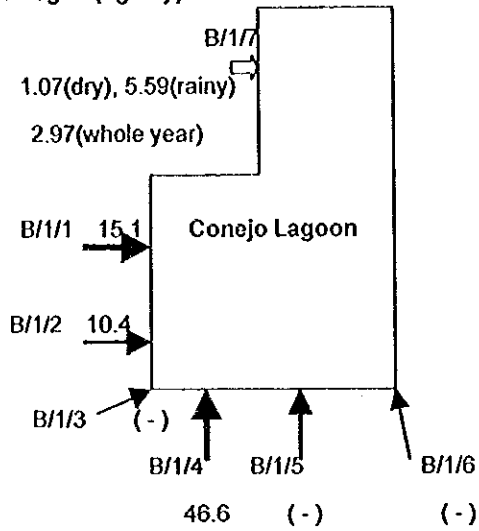 B/1/7
1.07(dry), 5.59(rainy)
2.97(whole year)
B/1/1 15.1 Conejo Lagoon
B/1/2 10.4
B/1/3 (-)
B/1/4 B/1/5 B/1/6
46.6 (-) (-)